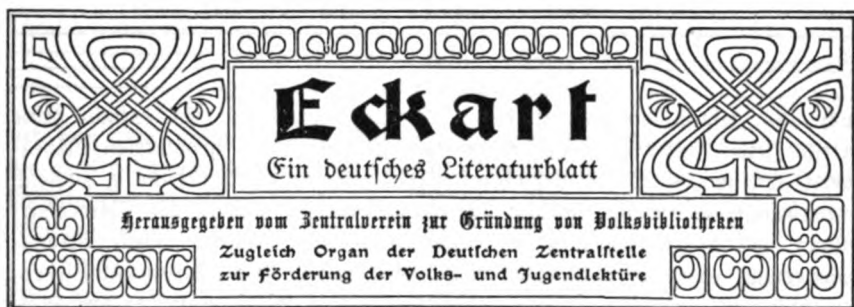 Eckart
Ein deutſches Literaturblatt
Herausgegeben vom Zentralverein zur Gründung von Volksbibliotheken
Zugleich Organ der Deutſchen Zentralſtelle
zur Förderung der Volks- und Jugendlektüre